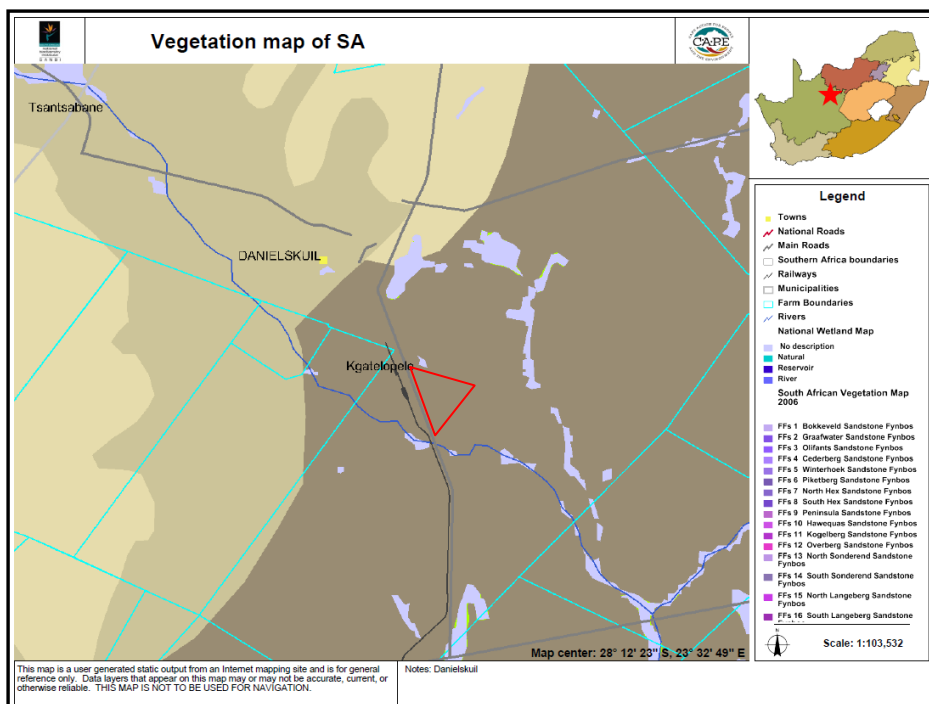 Vegetation map of SA
SANBI
CAPE
Tsantsabane
DANIELSKUIL
Kgatelopele
Map center: 28° 12' 23" S, 23° 32' 49" E
Legend
Towns
National Roads
Main Roads
Southern Africa boundaries
Railways
Municipalities
Farm Boundaries
Rivers
National Wetland Map
No description
Natural
Reservoir
River
South African Vegetation Map
2006
FFs 1 Bokkeveld Sandstone Fynbos
FFs 2 Graafwater Sandstone Fynbos
FFs 3 Olifants Sandstone Fynbos
FFs 4 Cederberg Sandstone Fynbos
FFs 5 Winterhoek Sandstone Fynbos
FFs 6 Piketberg Sandstone Fynbos
FFs 7 North Hex Sandstone Fynbos
FFs 8 South Hex Sandstone Fynbos
FFs 9 Peninsula Sandstone Fynbos
FFs 10 Hawequas Sandstone Fynbos
FFs 11 Kogelberg Sandstone Fynbos
FFs 12 Overberg Sandstone Fynbos
FFs 13 North Sonderend Sandstone
Fynbos
FFs 14 South Sonderend Sandstone
Fynbos
FFs 15 North Langeberg Sandstone
Fynbos
FFs 16 South Langeberg Sandstone
N
Scale: 1:103,532
This map is a user generated static output from an Internet mapping site and is for general
reference only. Data layers that appear on this map may or may not be accurate, current, or
otherwise reliable. THIS MAP IS NOT TO BE USED FOR NAVIGATION.
Notes: Danielskuil